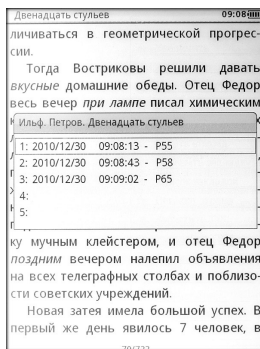 Двенадцать стульев 09:08
личиваться в геометрической прогрес-
сии.
Тогда Востриковы решили давать
вкусные домашние обеды. Отец Федор
весь вечер при лампе писал химическим
Ильф. Петров. Двенадцать стульев
1: 2010/12/30 09:08:13 - P55
2: 2010/12/30 09:08:43 - P58
3: 2010/12/30 09:09:02 - P65
4:
5:
ку мучным клейстером, и отец Федор
поздним вечером налепил объявления
на всех телеграфных столбах и поблизо-
сти советских учреждений.
Новая затея имела большой успех. В
первый же день явилось 7 человек, в